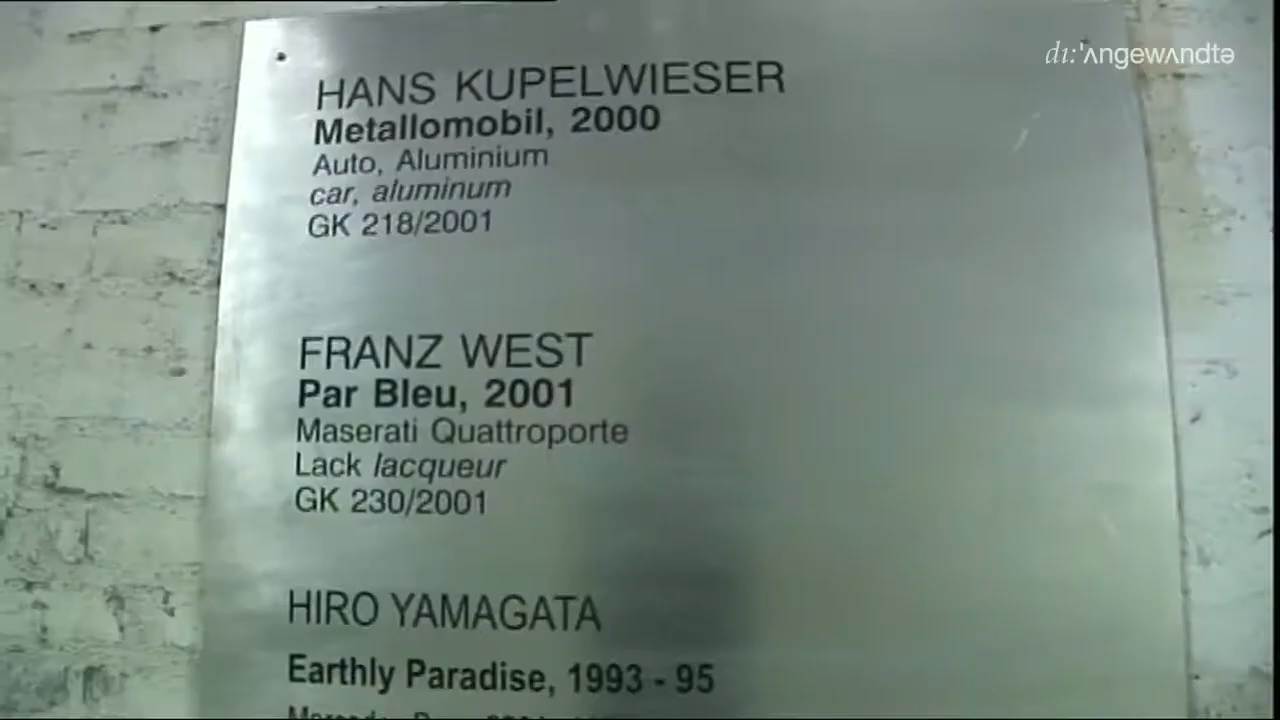 dı:'ʌngewʌndtə
HANS KUPELWIESER
Metallomobil, 2000
Auto, Aluminium
car, aluminum
GK 218/2001
FRANZ WEST
Par Bleu, 2001
Maserati Quattroporte
Lack lacqueur
GK 230/2001
HIRO YAMAGATA
Earthly Paradise, 1993 - 95